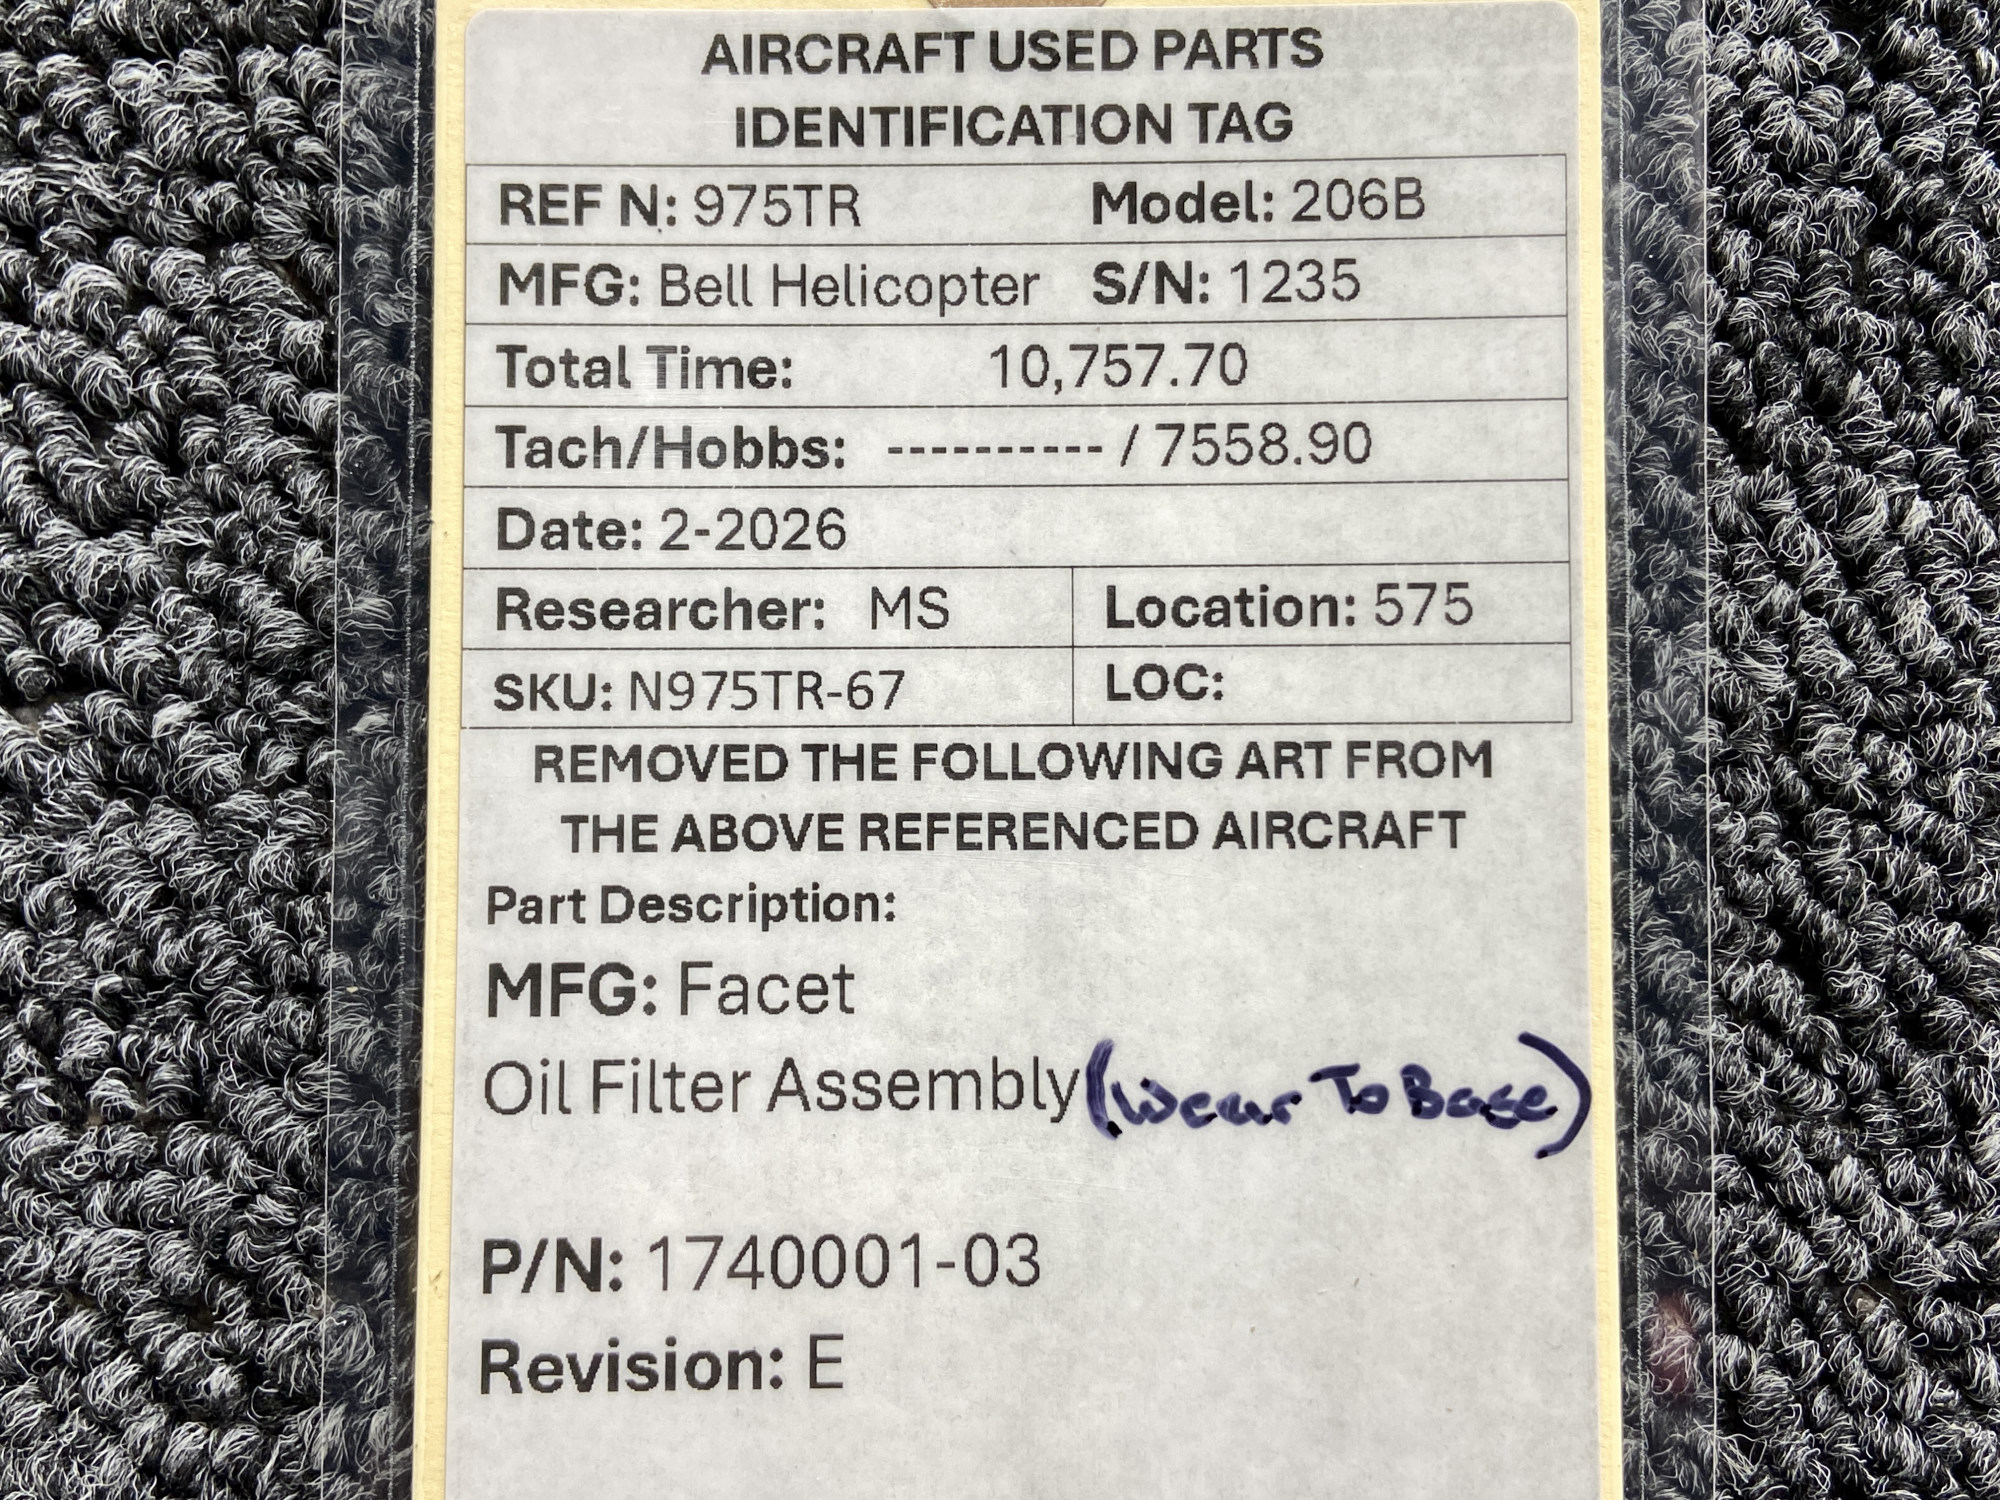 AIRCRAFT USED PARTS
IDENTIFICATION TAG
REF N: 975TR Model: 206B
MFG: Bell Helicopter S/N: 1235
Total Time: 10,757.70
Tach/Hobbs: ---------- / 7558.90
Date: 2-2026
Researcher: MS Location: 575
SKU: N975TR-67 LOC:
REMOVED THE FOLLOWING ART FROM
THE ABOVE REFERENCED AIRCRAFT
Part Description:
MFG: Facet
Oil Filter Assembly (Wear To Base)
P/N: 1740001-03
Revision: E